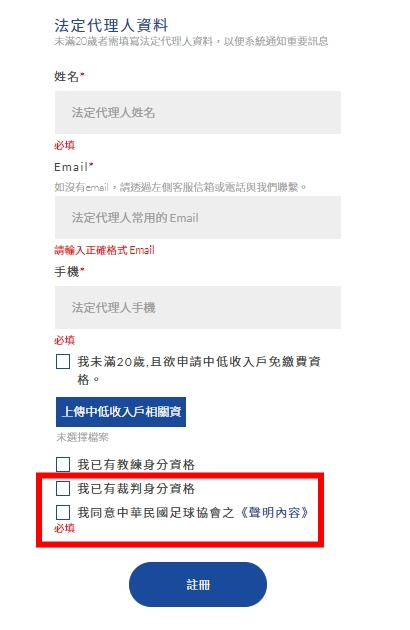 法定代理人資料
未滿20歲者需填寫法定代理人資料，以便系統通知重要訊息
姓名*
法定代理人姓名
必填
Email*
如沒有email，請透過左側客服信箱或電話與我們聯繫。
法定代理人常用的 Email
請輸入正確格式 Email
手機*
法定代理人手機
必填
我未滿20歲,且欲申請中低收入戶免繳費資
格。
上傳中低收入戶相關資
未選擇檔案
我已有教練身分資格
我已有裁判身分資格
我同意中華民國足球協會之《聲明內容》
必填
註冊